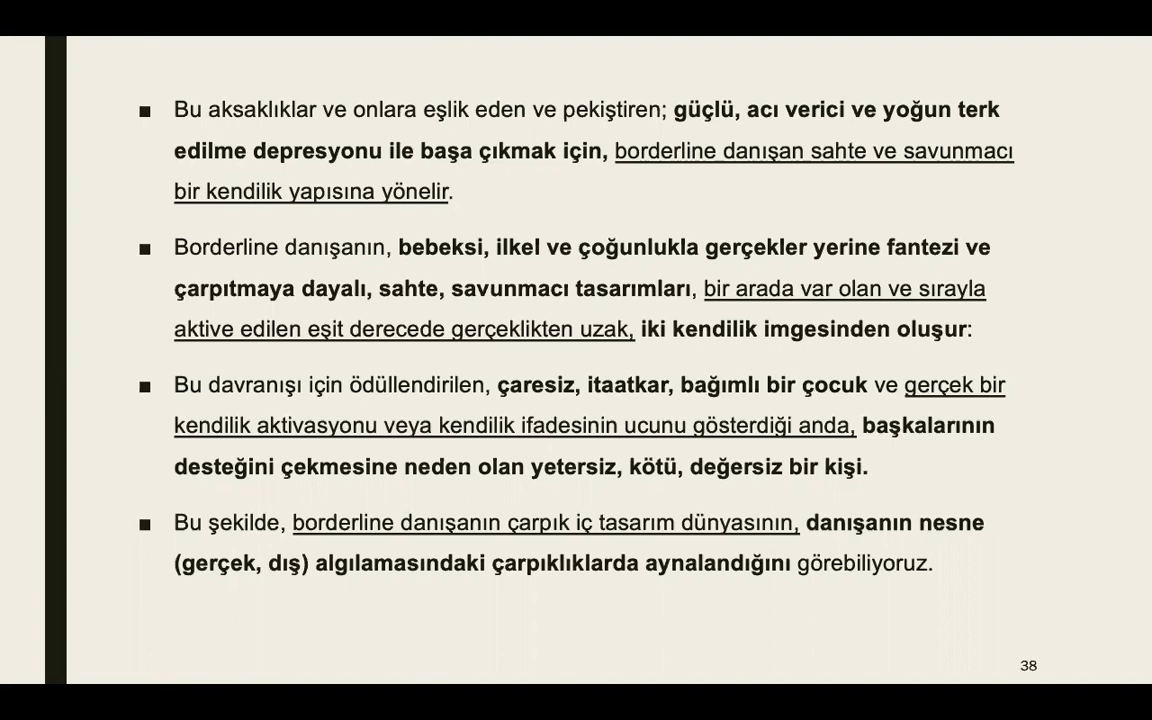 ▪ Bu aksaklıklar ve onlara eşlik eden ve pekiştiren; güçlü, acı verici ve yoğun terk
edilme depresyonu ile başa çıkmak için, borderline danışan sahte ve savunmacı
bir kendilik yapısına yönelir.
▪ Borderline danışanın, bebeksi, ilkel ve çoğunlukla gerçekler yerine fantezi ve
çarpıtmaya dayalı, sahte, savunmacı tasarımları, bir arada var olan ve sırayla
aktive edilen eşit derecede gerçeklikten uzak, iki kendilik imgesinden oluşur:
▪ Bu davranışı için ödüllendirilen, çaresiz, itaatkar, bağımlı bir çocuk ve gerçek bir
kendilik aktivasyonu veya kendilik ifadesinin ucunu gösterdiği anda, başkalarının
desteğini çekmesine neden olan yetersiz, kötü, değersiz bir kişi.
▪ Bu şekilde, borderline danışanın çarpık iç tasarım dünyasının, danışanın nesne
(gerçek, dış) algılamasındaki çarpıklıklarda aynalandığını görebiliyoruz.
38